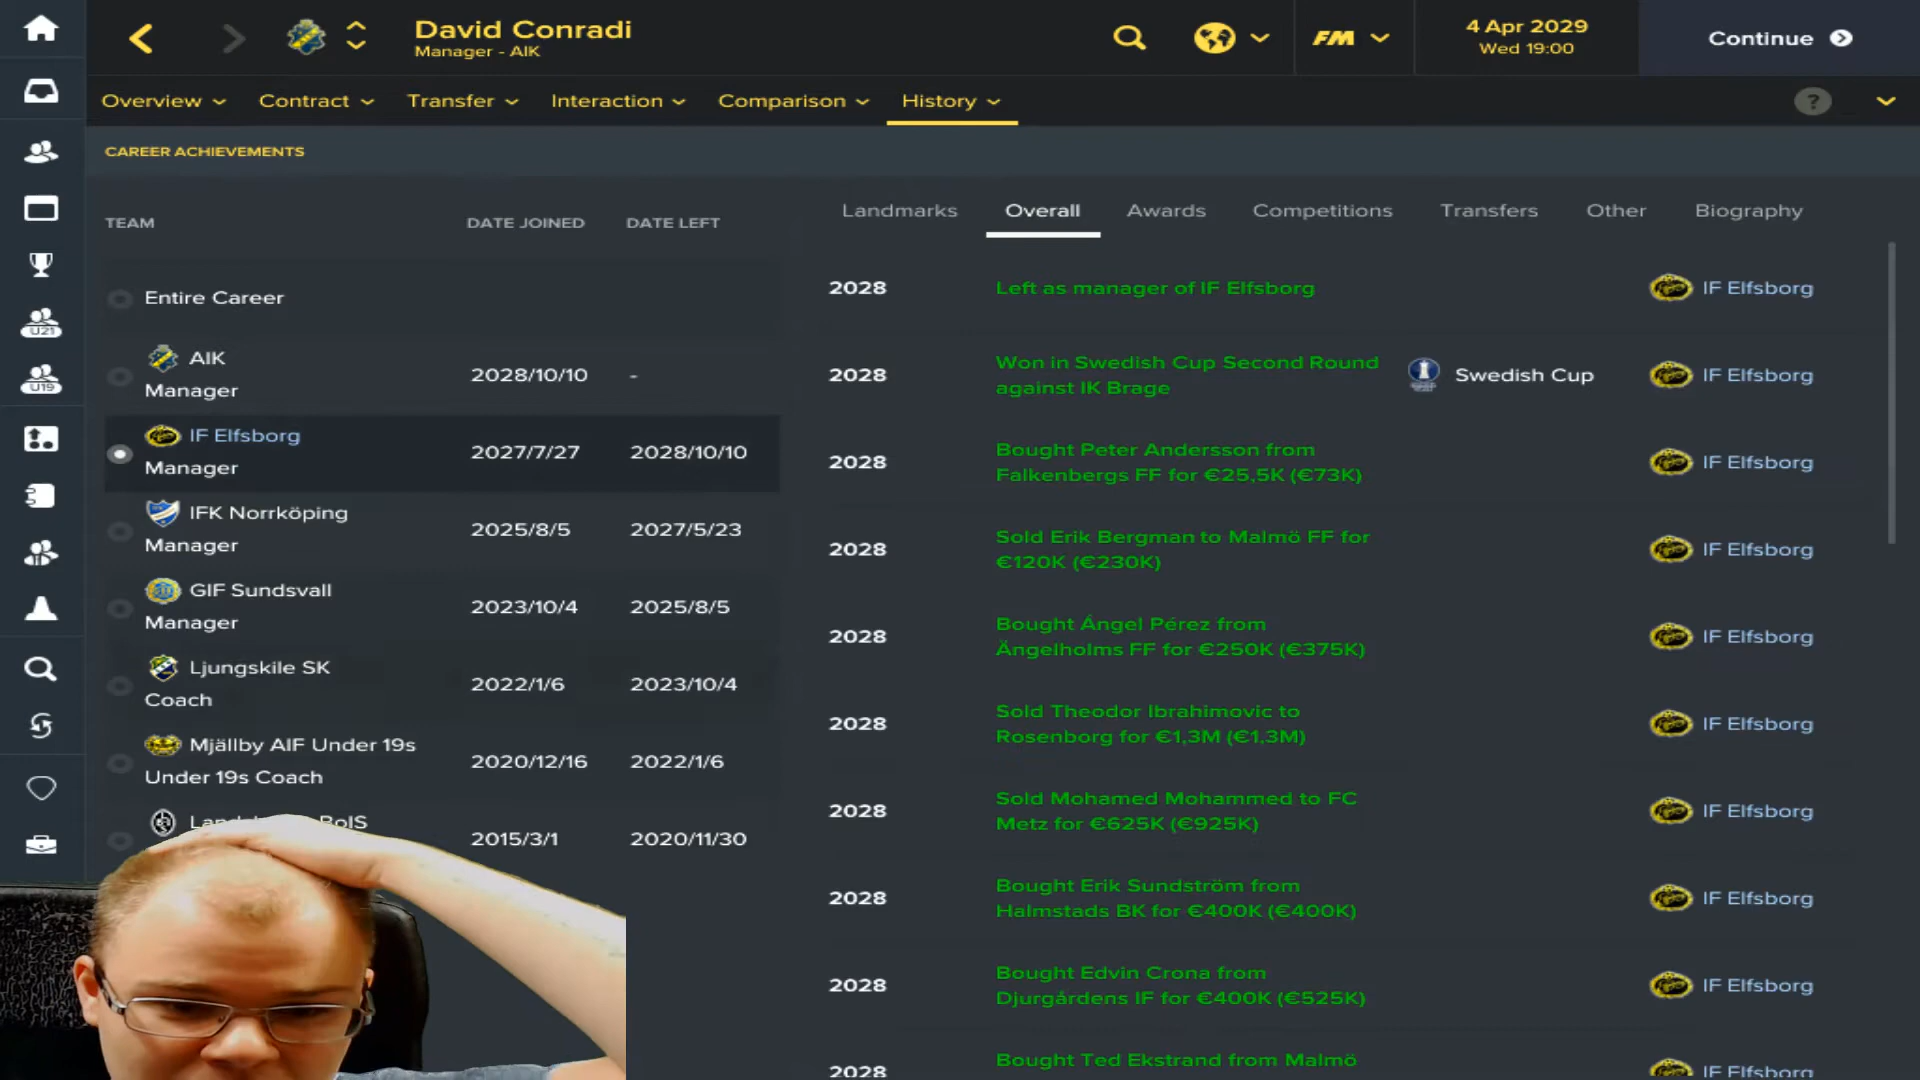 David Conradi
Manager - AIK
FM
4 Apr 2029
Wed 19:00
Continue
Overview
Contract
Transfer
Interaction
Comparison
History
?
CAREER ACHIEVEMENTS
TEAM
DATE JOINED
DATE LEFT
Entire Career
AIK
Manager
2028/10/10
-
IF Elfsborg
Manager
2027/7/27
2028/10/10
IFK Norrköping
Manager
2025/8/5
2027/5/23
GIF Sundsvall
Manager
2023/10/4
2025/8/5
Ljungskile SK
Coach
2022/1/6
2023/10/4
Mjällby AIF Under 19s
Under 19s Coach
2020/12/16
2022/1/6
BoIS
2015/3/1
2020/11/30
U21
U19
Landmarks
Overall
Awards
Competitions
Transfers
Other
Biography
2028
Left as manager of IF Elfsborg
IF Elfsborg
2028
Won in Swedish Cup Second Round
against IK Brage
Swedish Cup
IF Elfsborg
2028
Bought Peter Andersson from
Falkenbergs FF for €25,5K (€73K)
IF Elfsborg
2028
Sold Erik Bergman to Malmö FF for
€120K (€230K)
IF Elfsborg
2028
Bought Ángel Pérez from
Ängelholms FF for €250K (€375K)
IF Elfsborg
2028
Sold Theodor Ibrahimovic to
Rosenborg for €1,3M (€1,3M)
IF Elfsborg
2028
Sold Mohamed Mohammed to FC
Metz for €625K (€925K)
IF Elfsborg
2028
Bought Erik Sundström from
Halmstads BK for €400K (€400K)
IF Elfsborg
2028
Bought Edvin Crona from
Djurgårdens IF for €400K (€525K)
IF Elfsborg
2028
Bought Ted Ekstrand from Malmö
IF Elfsborg